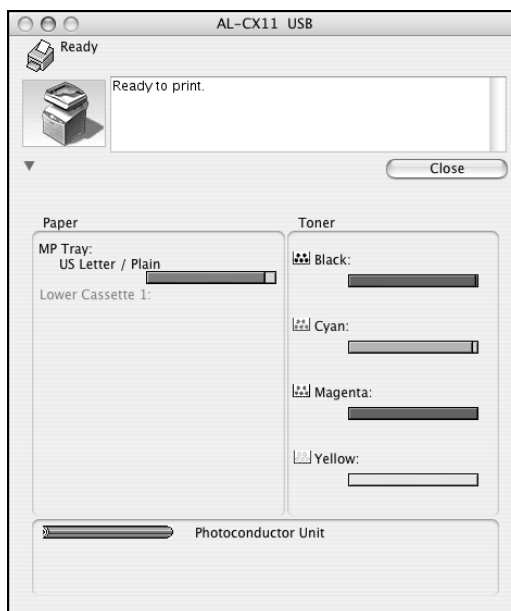 AL-CX11 USB
Ready
Ready to print.
Close
Paper
MP Tray:
US Letter / Plain
Lower Cassette 1:
Toner
Black:
Cyan:
Magenta:
Yellow:
Photoconductor Unit